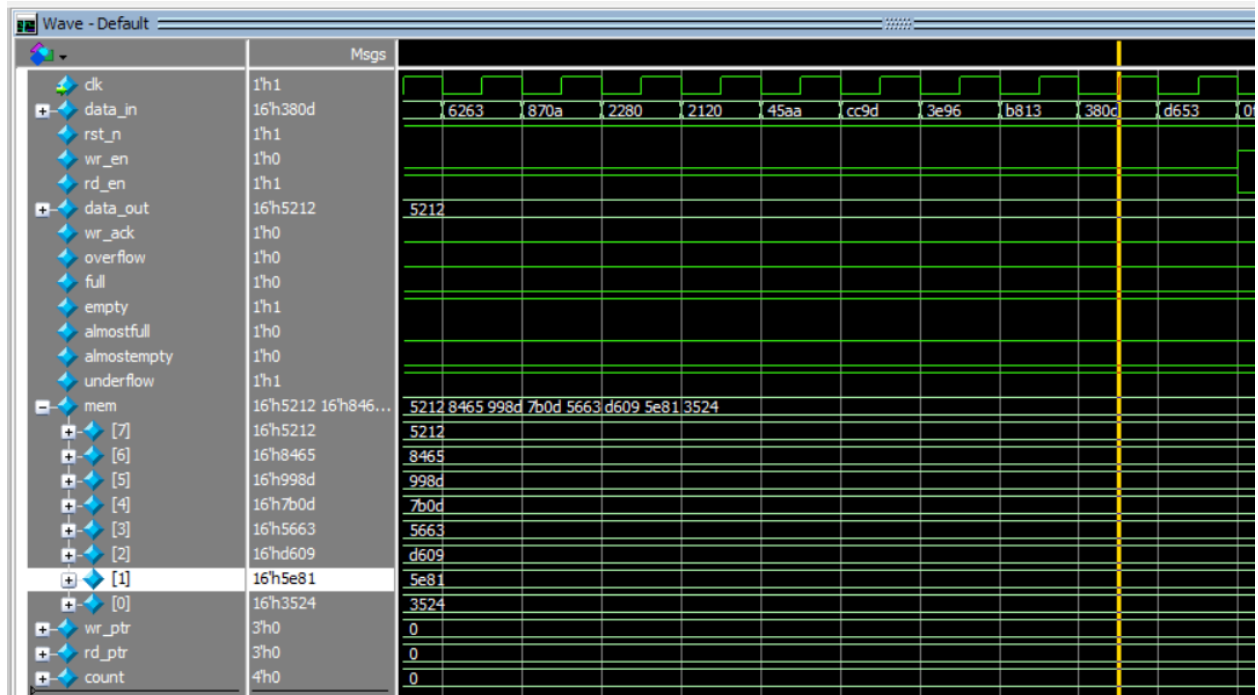 Wave - Default
Msgs
clk 1'h1
data_in 16'h380d 6263 870a 2280 2120 45aa cc9d 3e96 b813 380d d653
rst_n 1'h1
wr_en 1'h0
rd_en 1'h1
data_out 16'h5212 5212
wr_ack 1'h0
overflow 1'h0
full 1'h0
empty 1'h1
almostfull 1'h0
almostempty 1'h0
underflow 1'h1
mem 16'h5212 16'h846... 5212 8465 998d 7b0d 5663 d609 5e81 3524
[7] 16'h5212 5212
[6] 16'h8465 8465
[5] 16'h998d 998d
[4] 16'h7b0d 7b0d
[3] 16'h5663 5663
[2] 16'hd609 d609
[1] 16'h5e81 5e81
[0] 16'h3524 3524
wr_ptr 3'h0 0
rd_ptr 3'h0 0
count 4'h0 0